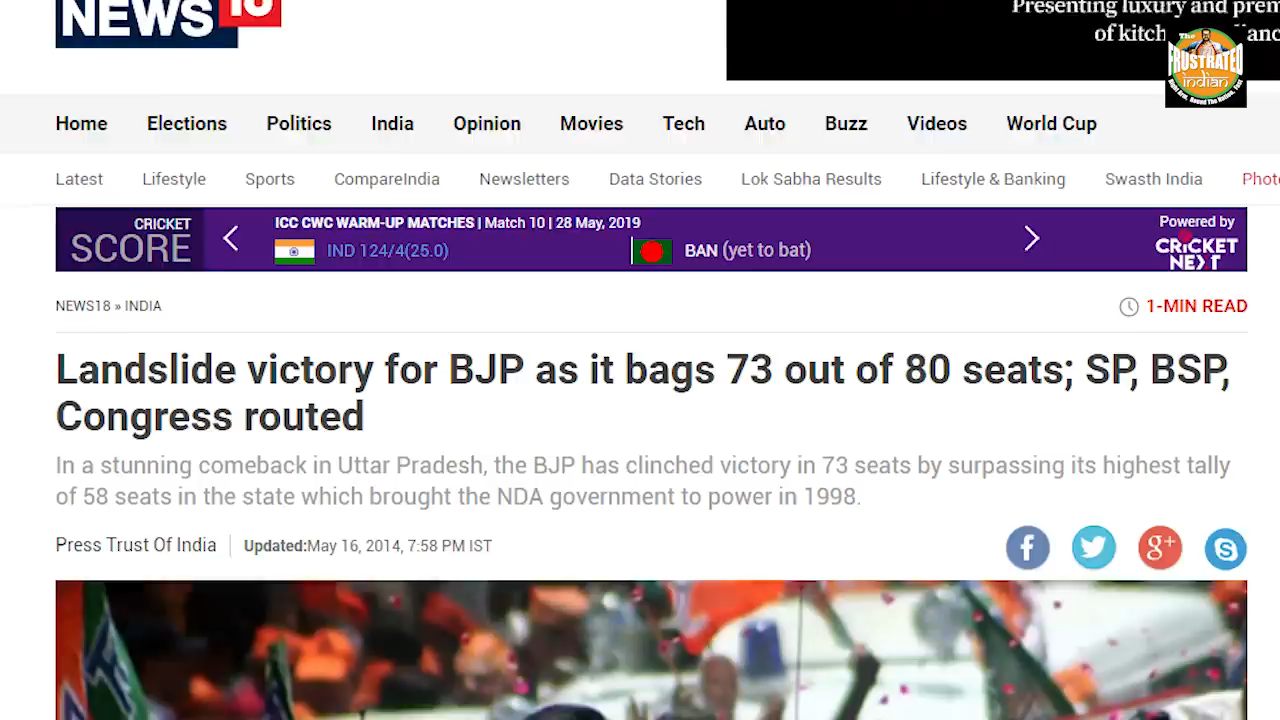 NEWS 18
Presenting luxury and prem
of kitch
The
FRUSTRATED
indian
Home Elections Politics India Opinion Movies Tech Auto Buzz Videos World Cup
Latest Lifestyle Sports CompareIndia Newsletters Data Stories Lok Sabha Results Lifestyle & Banking Swasth India Phot
CRICKET
SCORE
ICC CWC WARM-UP MATCHES | Match 10 | 28 May, 2019
IND 124/4(25.0) BAN (yet to bat)
Powered by
CRICKET
NEXT
NEWS18 » INDIA
1-MIN READ
Landslide victory for BJP as it bags 73 out of 80 seats; SP, BSP,
Congress routed
In a stunning comeback in Uttar Pradesh, the BJP has clinched victory in 73 seats by surpassing its highest tally
of 58 seats in the state which brought the NDA government to power in 1998.
Press Trust Of India | Updated:May 16, 2014, 7:58 PM IST